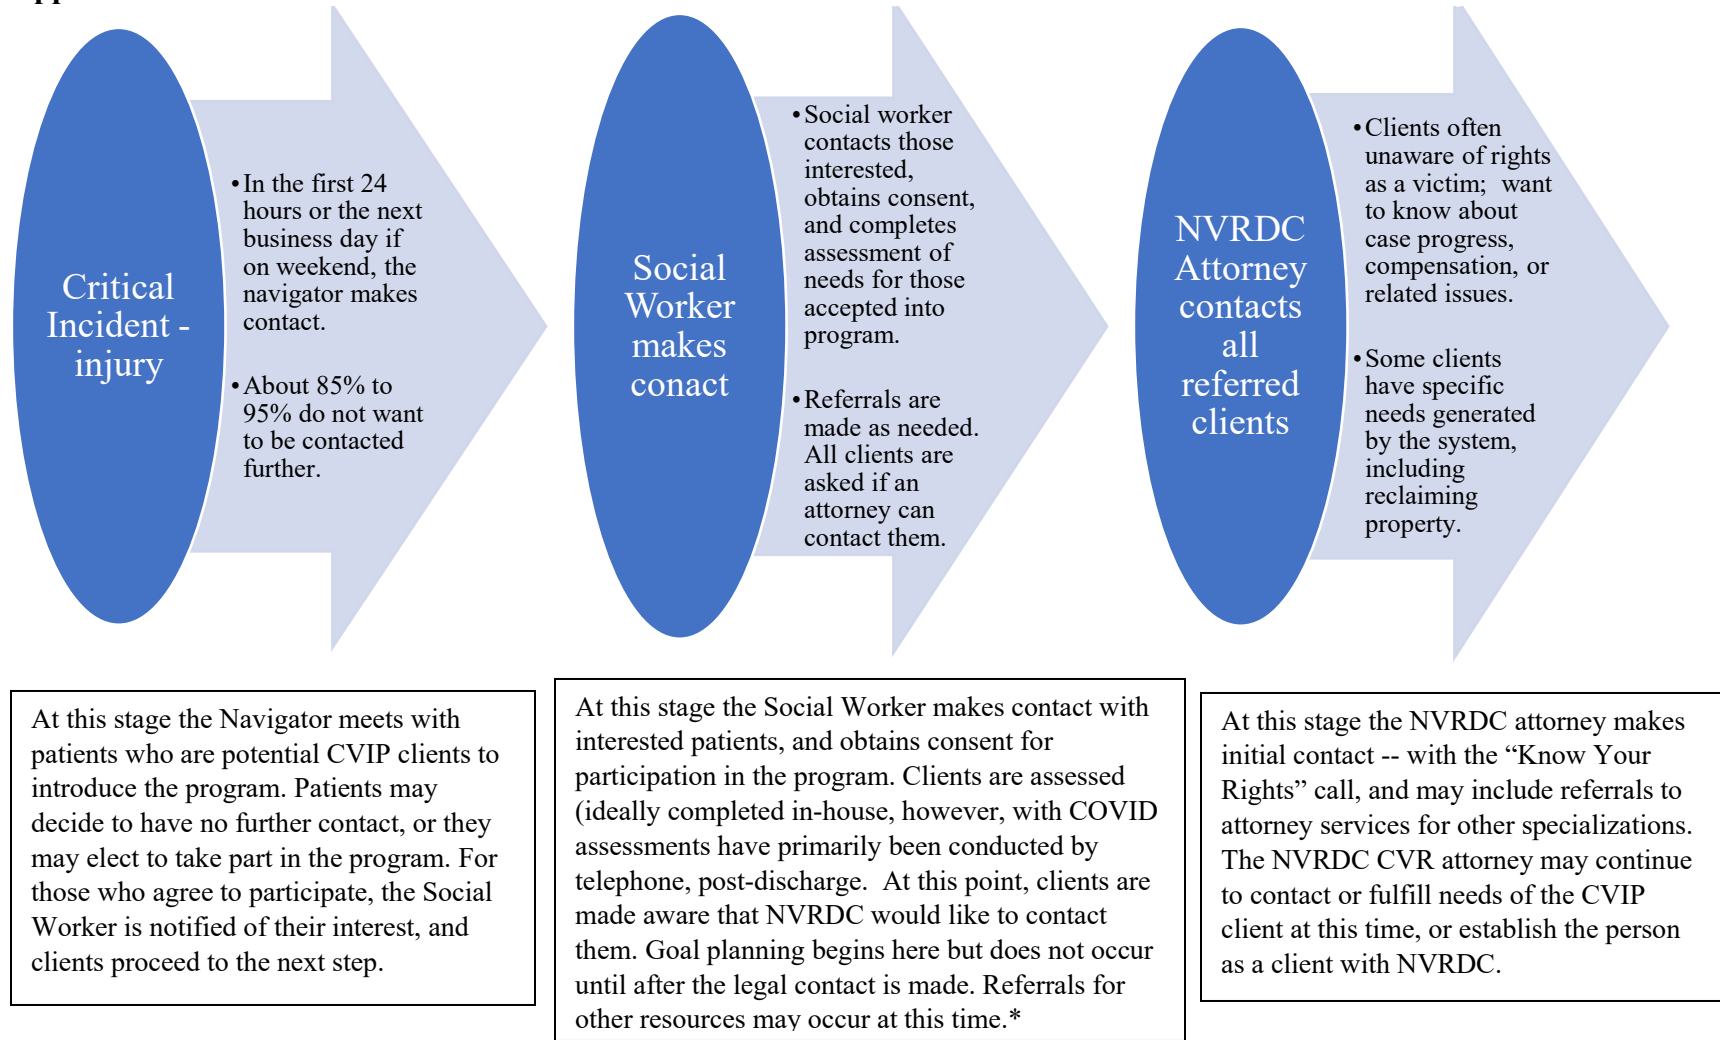 Critical
Incident -
injury
•In the first 24
hours or the next
business day if
on weekend, the
navigator makes
contact.
•About 85% to
95% do not want
to be contacted
further.
Social
Worker
makes
conact
•Social worker
contacts those
interested,
obtains consent,
and completes
assessment of
needs for those
accepted into
program.
•Referrals are
made as needed.
All clients are
asked if an
attorney can
contact them.
NVRDC
Attorney
contacts
all
referred
clients
•Clients often
unaware of rights
as a victim;  want
to know about
case progress,
compensation, or
related issues.
•Some clients
have specific
needs generated
by the system,
including
reclaiming
property.
At this stage the Navigator meets with
patients who are potential CVIP clients to
introduce the program. Patients may
decide to have no further contact, or they
may elect to take part in the program. For
those who agree to participate, the Social
Worker is notified of their interest, and
clients proceed to the next step.
At this stage the Social Worker makes contact with
interested patients, and obtains consent for
participation in the program. Clients are assessed
(ideally completed in-house, however, with COVID
assessments have primarily been conducted by
telephone, post-discharge.  At this point, clients are
made aware that NVRDC would like to contact
them. Goal planning begins here but does not occur
until after the legal contact is made. Referrals for
other resources may occur at this time.*
At this stage the NVRDC attorney makes
initial contact -- with the “Know Your
Rights” call, and may include referrals to
attorney services for other specializations.
The NVRDC CVR attorney may continue
to contact or fulfill needs of the CVIP
client at this time, or establish the person
as a client with NVRDC.